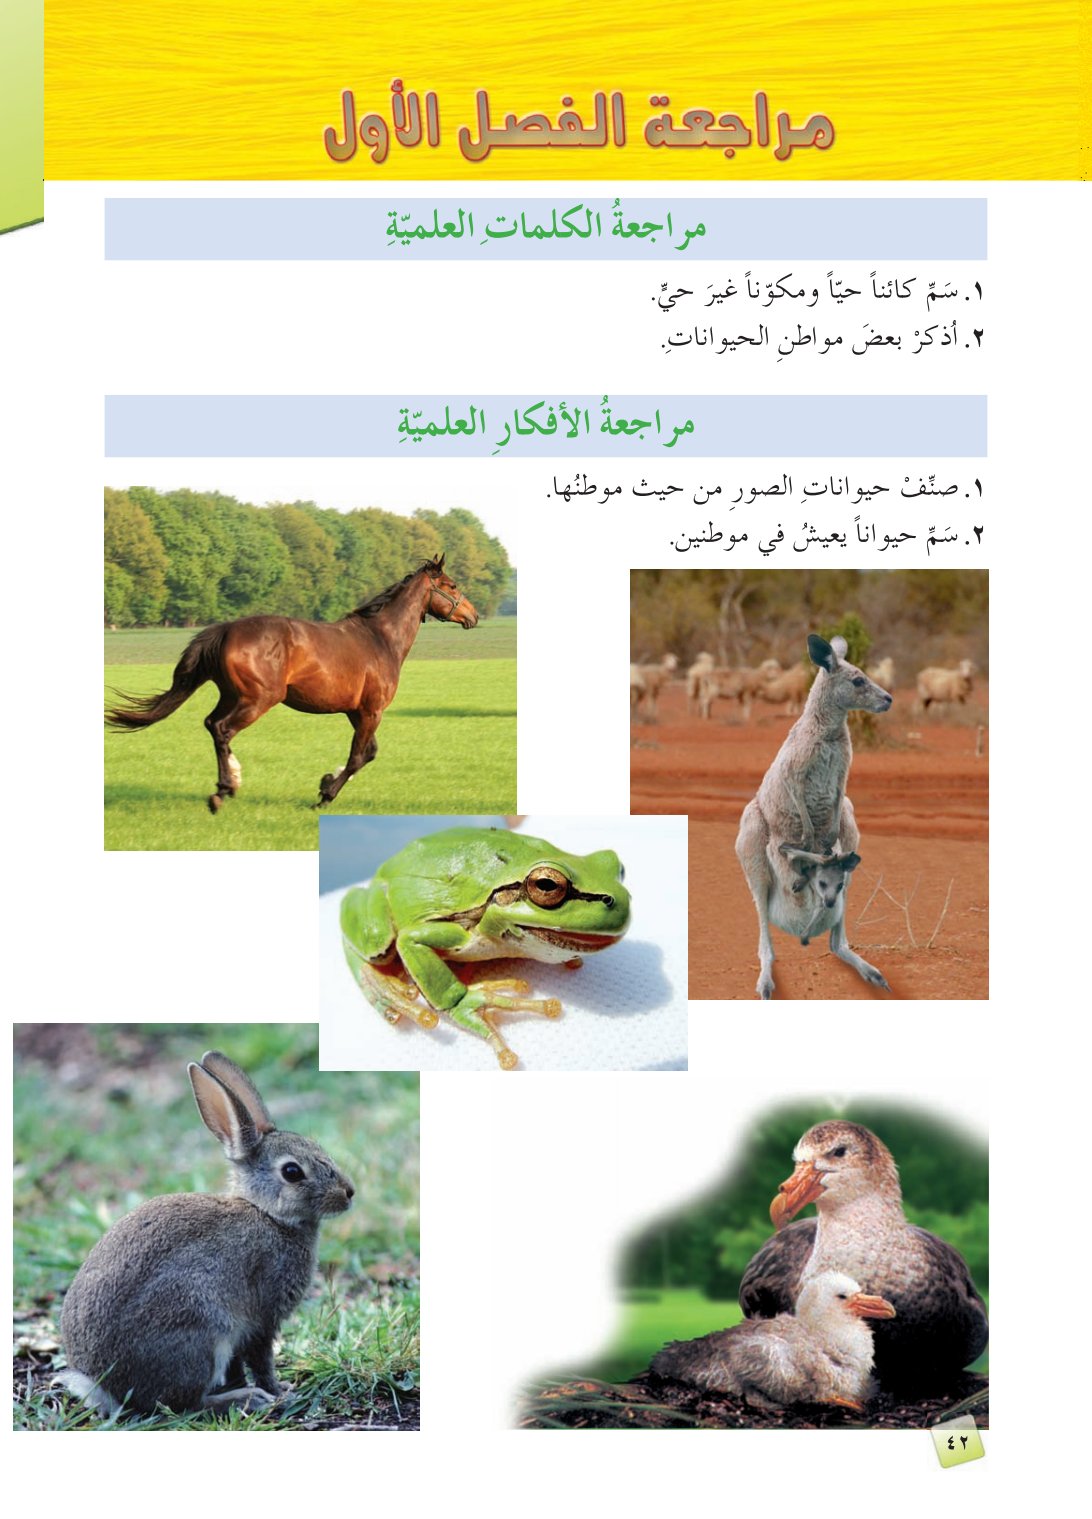 مراجعة الفصل الأول
مراجعةُ الكلماتِ العلميّةِ
١. سَمِّ كائناً حيّاً ومكوّناً غيرَ حيٍّ.
٢. اُذكرْ بعضَ مواطنِ الحيواناتِ.
مراجعةُ الأفكارِ العلميّةِ
١. صنِّفْ حيواناتِ الصورِ من حيث موطنُها.
٢. سَمِّ حيواناً يعيشُ في موطنين.
٤٢